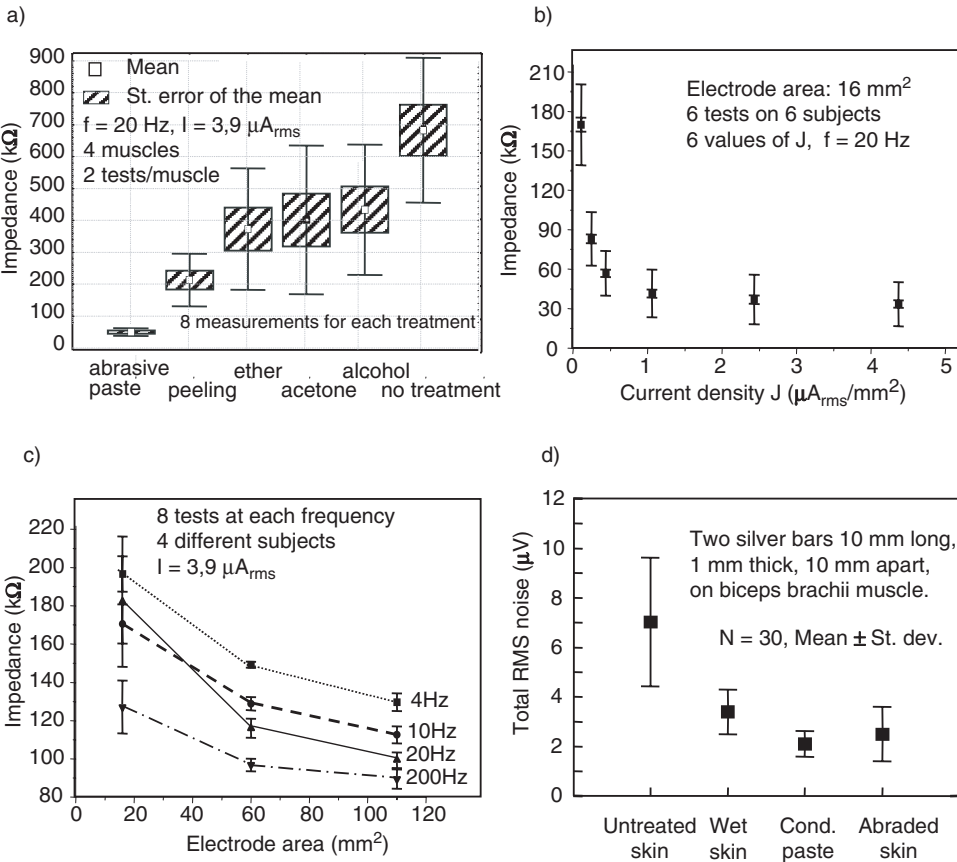 a)
900
800
700
600
500
400
300
200
100
0
Impedance (kΩ)
Mean
St. error of the mean
f = 20 Hz, I = 3,9 μArms
4 muscles
2 tests/muscle
8 measurements for each treatment
abrasive paste
peeling
ether
acetone
alcohol
no treatment
b)
210
180
150
120
90
60
30
0
Impedance (kΩ)
Electrode area: 16 mm²
6 tests on 6 subjects
6 values of J, f = 20 Hz
0 1 2 3 4 5
Current density J (μArms/mm²)
c)
220
200
180
160
140
120
100
80
Impedance (kΩ)
8 tests at each frequency
4 different subjects
I = 3,9 μArms
4Hz
10Hz
20Hz
200Hz
0 20 40 60 80 100 120
Electrode area (mm²)
d)
12
10
8
6
4
2
0
Total RMS noise (μV)
Two silver bars 10 mm long,
1 mm thick, 10 mm apart,
on biceps brachii muscle.
N = 30, Mean ± St. dev.
Untreated skin
Wet skin
Cond. paste
Abraded skin